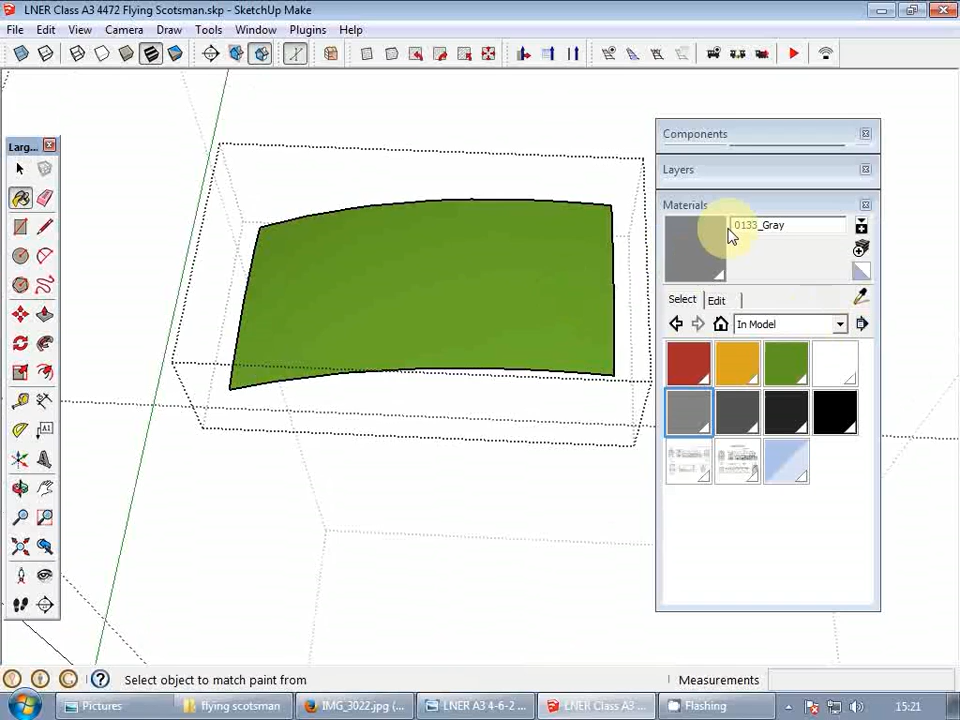 LNER Class A3 4472 Flying Scotsman.skp - SketchUp Make
File Edit View Camera Draw Tools Window Plugins Help
Larg...
Components
Layers
Materials
0133_Gray
Select Edit
In Model
A1
Select object to match paint from
Measurements
Pictures
flying scotsman
IMG_3022.jpg (...
LNER A3 4-6-2 ...
LNER Class A3 ...
Flashing
15:21